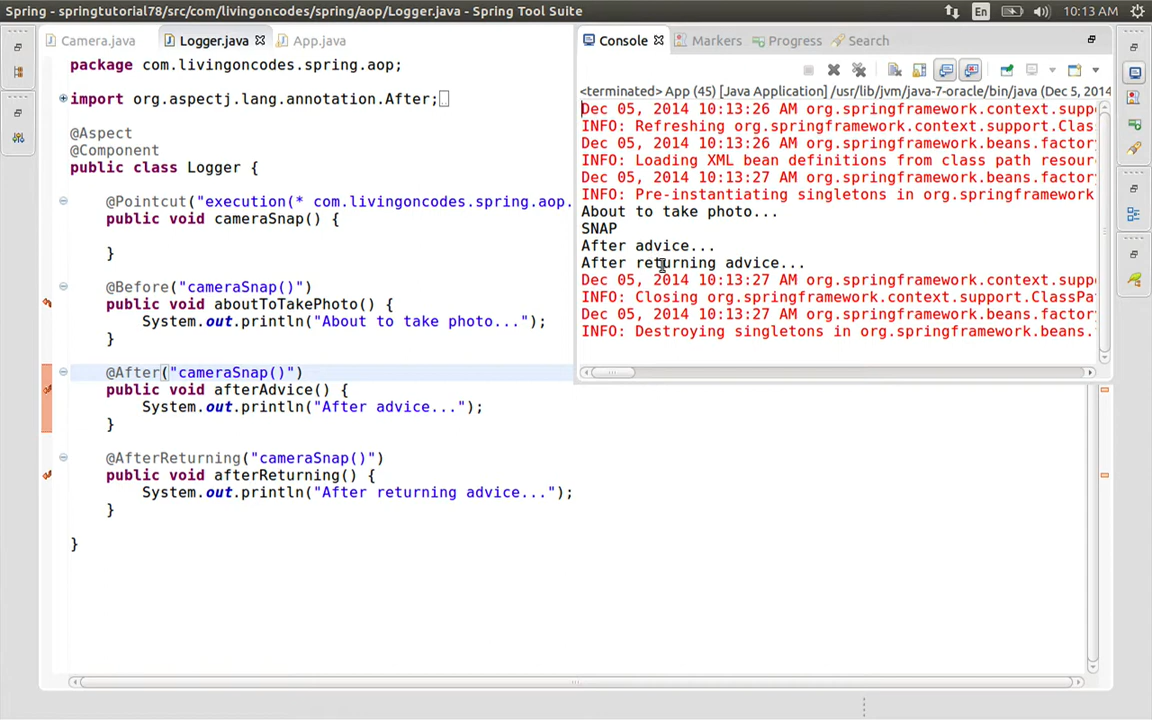 Spring - springtutorial78/src/com/livingoncodes/spring/aop/Logger.java - Spring Tool Suite
En
10:13 AM
Camera.java
Logger.java
App.java
package com.livingoncodes.spring.aop;
import org.aspectj.lang.annotation.After;
@Aspect
@Component
public class Logger {
@Pointcut("execution(* com.livingoncodes.spring.aop.
public void cameraSnap() {
}
@Before("cameraSnap()")
public void aboutToTakePhoto() {
System.out.println("About to take photo...");
}
@After("cameraSnap()")
public void afterAdvice() {
System.out.println("After advice...");
}
@AfterReturning("cameraSnap()")
public void afterReturning() {
System.out.println("After returning advice...");
}
}
Console
Markers
Progress
Search
<terminated> App (45) [Java Application] /usr/lib/jvm/java-7-oracle/bin/java (Dec 5, 2014
Dec 05, 2014 10:13:26 AM org.springframework.context.supp
INFO: Refreshing org.springframework.context.support.Clas
Dec 05, 2014 10:13:26 AM org.springframework.beans.factor
INFO: Loading XML bean definitions from class path resour
Dec 05, 2014 10:13:27 AM org.springframework.beans.factor
INFO: Pre-instantiating singletons in org.springframework
About to take photo...
SNAP
After advice...
After returning advice...
Dec 05, 2014 10:13:27 AM org.springframework.context.supp
INFO: Closing org.springframework.context.support.ClassPa
Dec 05, 2014 10:13:27 AM org.springframework.beans.factor
INFO: Destroying singletons in org.springframework.beans.